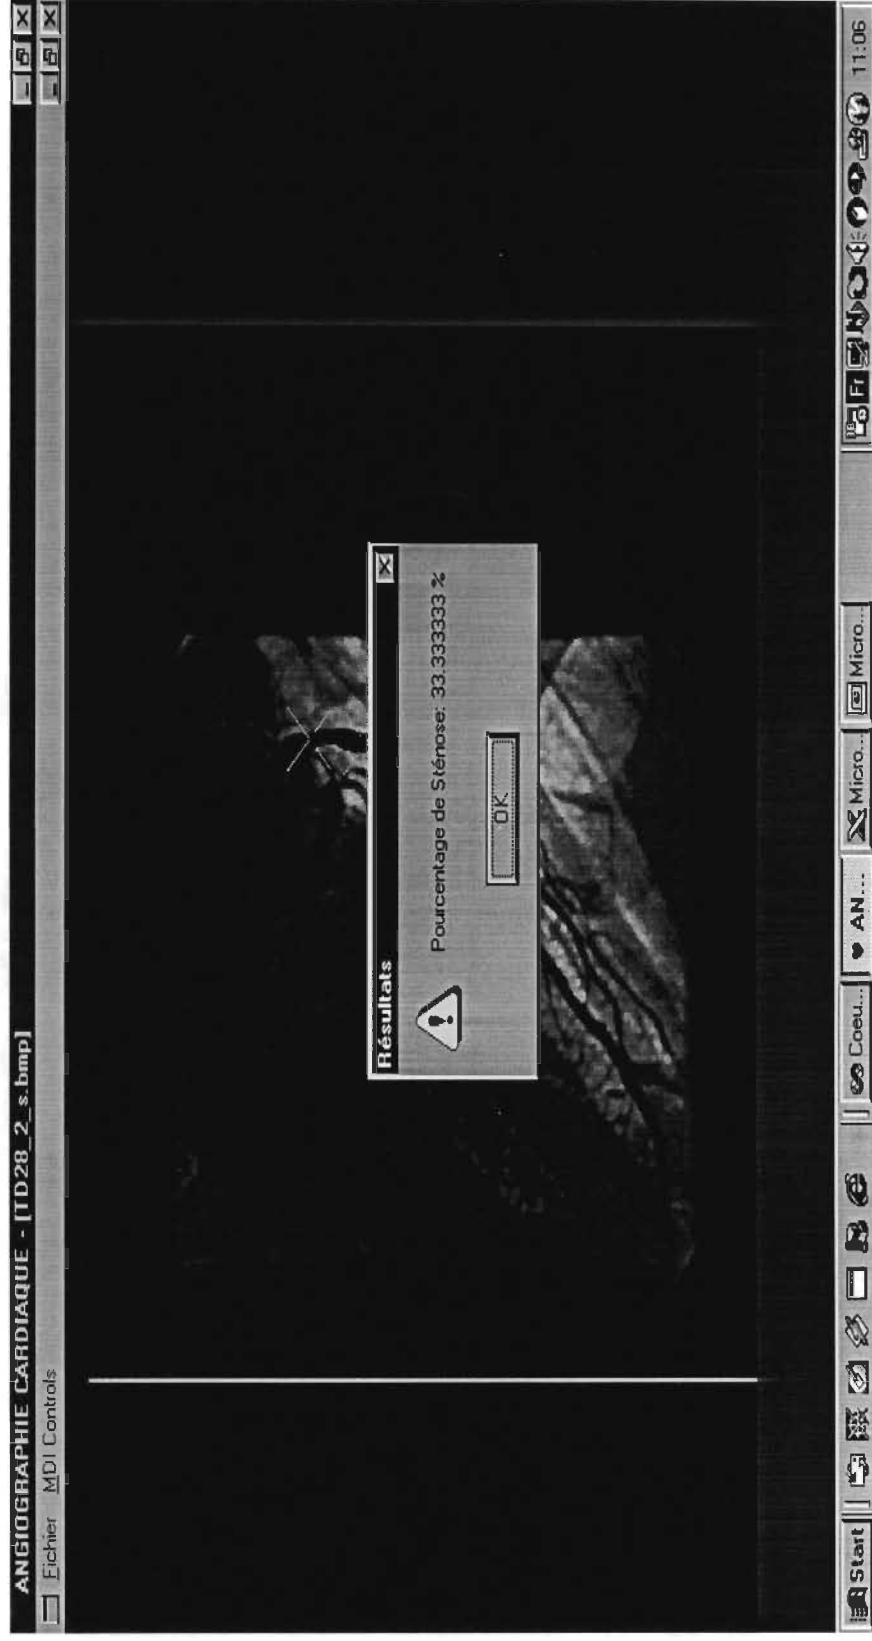 ANGIOGRAPHIE CARDIAQUE - [TD28_2_s.bmp]
Fichier MDI Controls
Résultats
Pourcentage de Sténose: 33.333333 %
OK
Start
Coeu...
AN...
Micro...
Micro...
Fr
11:06